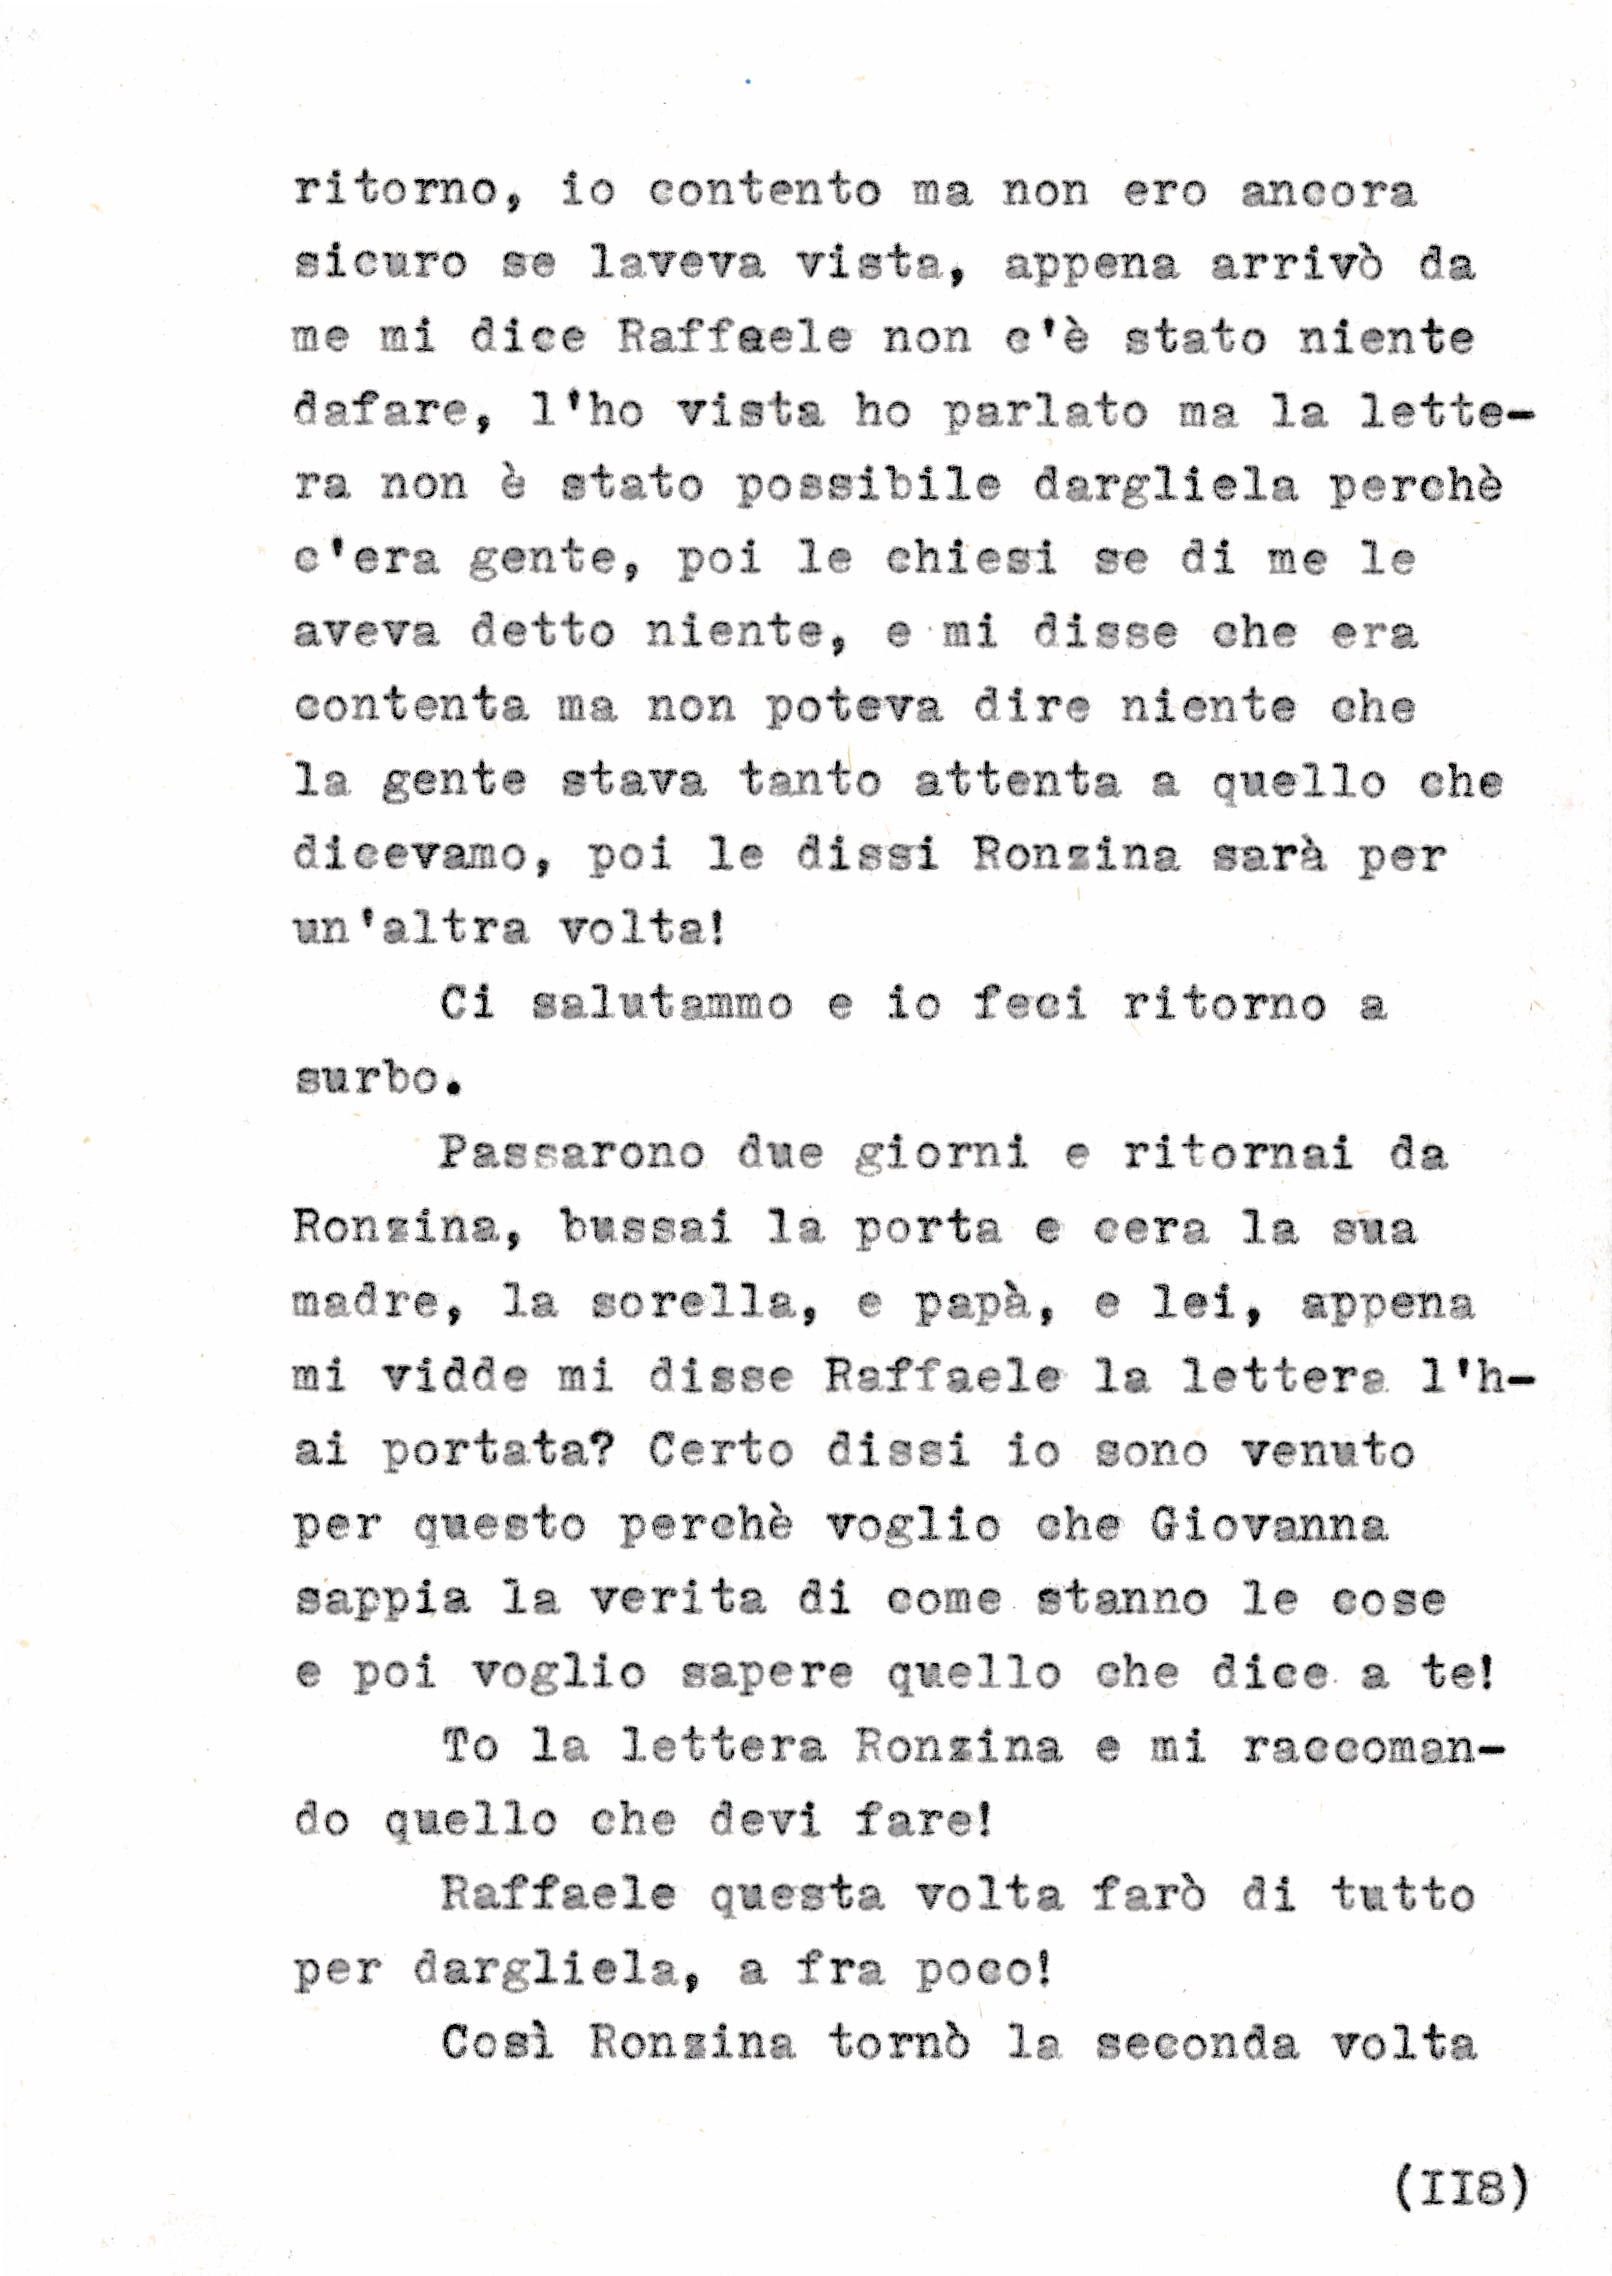 ritorno, io contento ma non ero ancora
sicuro se laveva vista, appena arrivò da
me mi dice Raffaele non c'è stato niente
dafare, l'ho vista ho parlato ma la lette-
ra non è stato possibile dargliela perchè
c'era gente, poi le chiesi se di me le
aveva detto niente, e mi disse che era
contenta ma non poteva dire niente che
la gente stava tanto attenta a quello che
dicevamo, poi le dissi Ronzina sarà per
un'altra volta!
Ci salutammo e io feci ritorno a
surbo.
Passarono due giorni e ritornai da
Ronzina, bussai la porta e cera la sua
madre, la sorella, e papà, e lei, appena
mi vidde mi disse Raffaele la lettera l'h-
ai portata? Certo dissi io sono venuto
per questo perchè voglio che Giovanna
sappia la verita di come stanno le cose
e poi voglio sapere quello che dice a te!
To la lettera Ronzina e mi raccoman-
do quello che devi fare!
Raffaele questa volta farò di tutto
per dargliela, a fra poco!
Così Ronzina tornò la seconda volta
(II8)